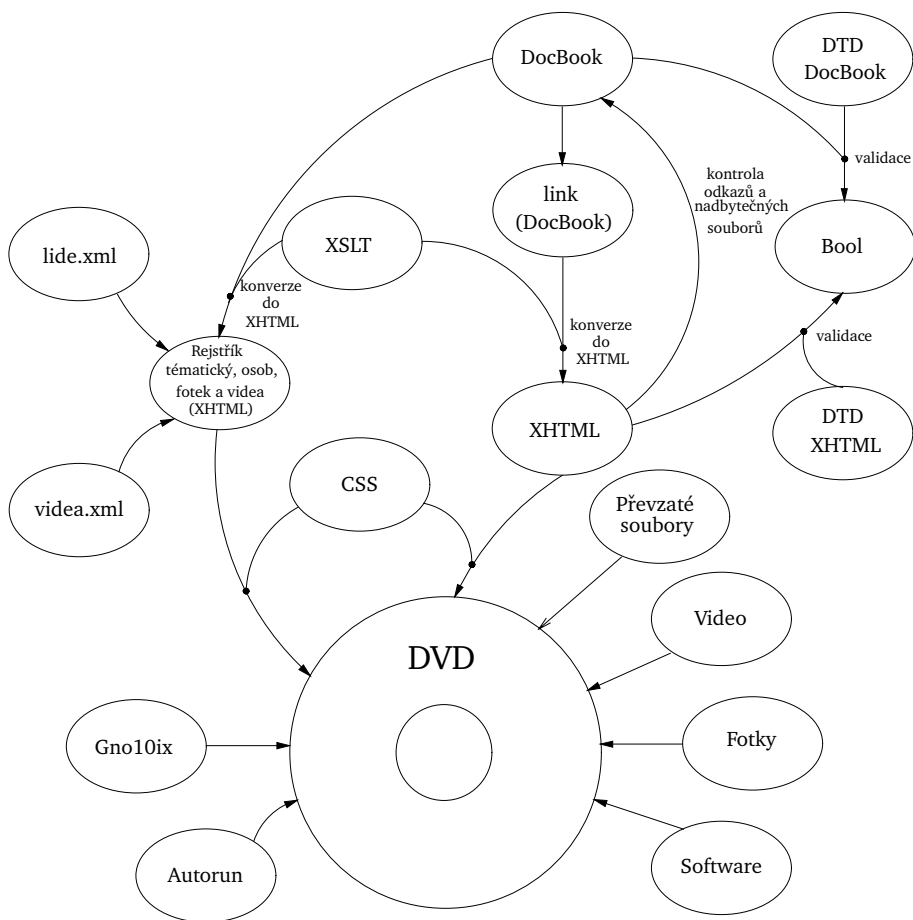 DocBook
DTD
DocBook
validace
kontrola
odkazů a
nadbytečných
souborů
link
(DocBook)
Bool
lide.xml
XSLT
konverze
do
XHTML
konverze
do
XHTML
validace
Rejstřík
tématický, osob,
fotek a videa
(XHTML)
XHTML
DTD
XHTML
videa.xml
CSS
Převzaté
soubory
Video
DVD
Gno10ix
Fotky
Autorun
Software